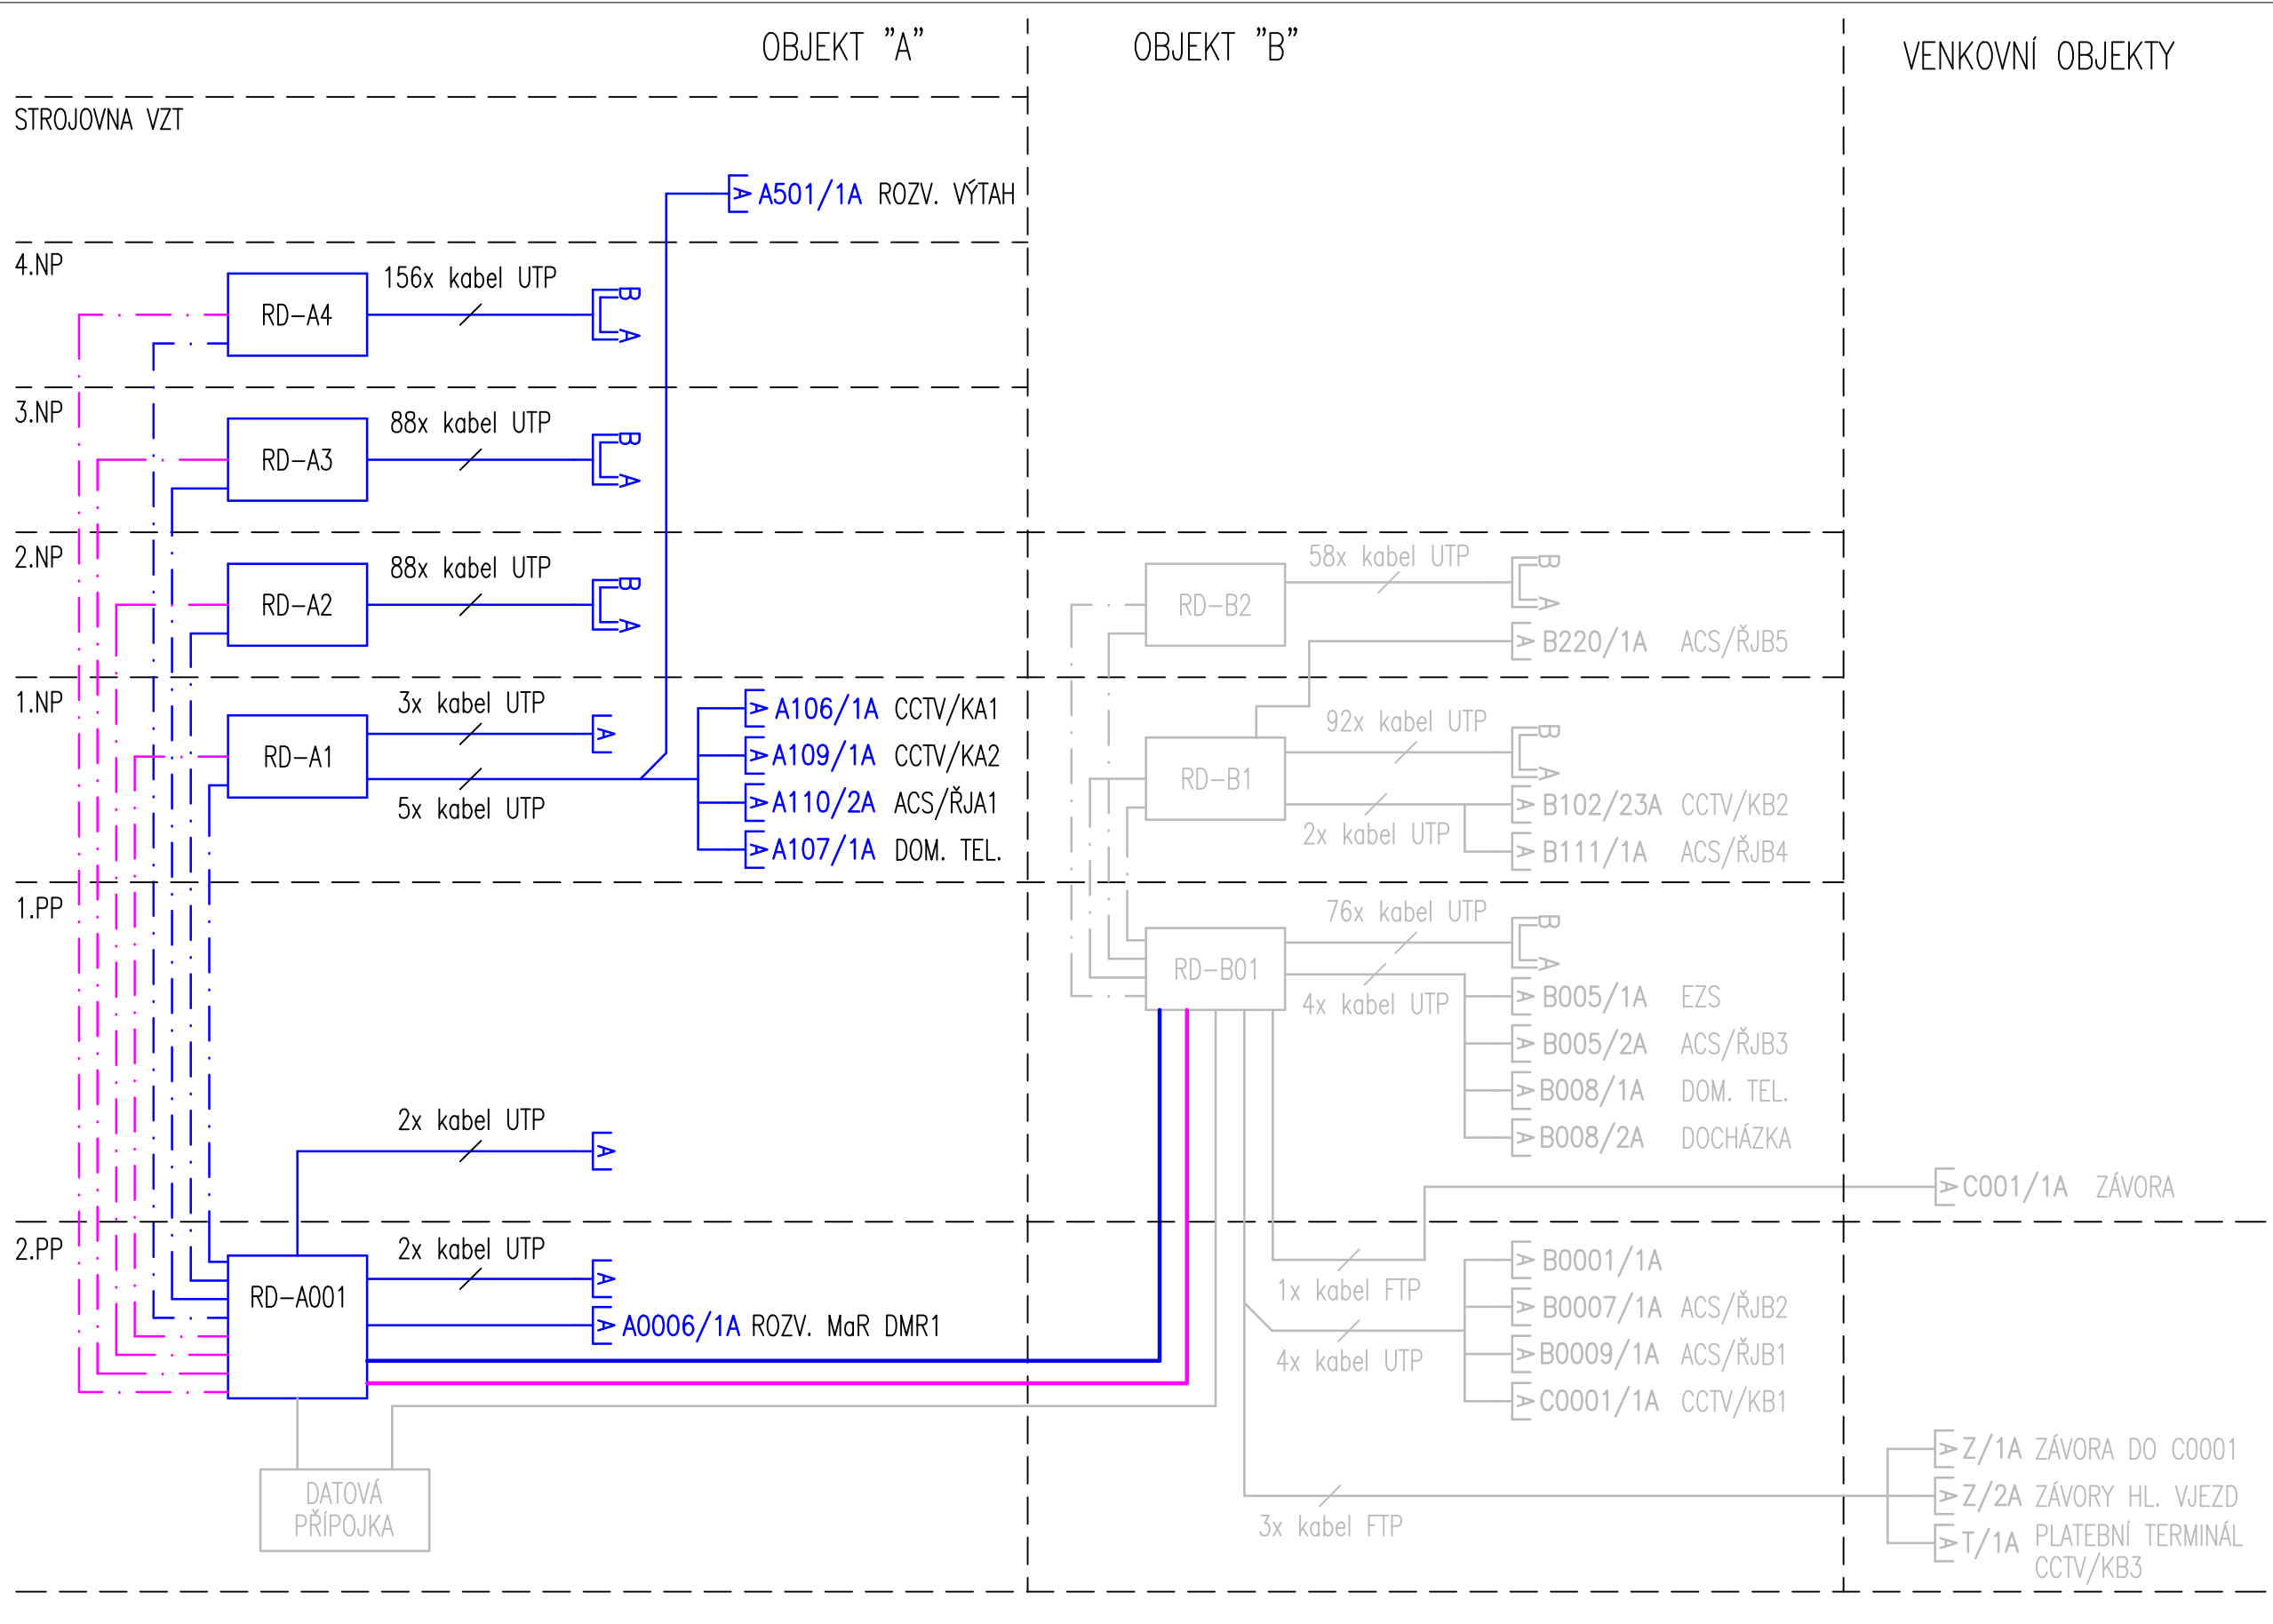 OBJEKT "A"
OBJEKT "B"
VENKOVNÍ OBJEKTY
STROJOVNA VZT
A A501/1A ROZV. VÝTAH
4.NP
RD-A4
156x kabel UTP
B
A
3.NP
RD-A3
88x kabel UTP
B
A
2.NP
RD-A2
88x kabel UTP
B
A
RD-B2
58x kabel UTP
B
A
A B220/1A ACS/ŘJB5
1.NP
RD-A1
3x kabel UTP
A
5x kabel UTP
A A106/1A CCTV/KA1
A A109/1A CCTV/KA2
A A110/2A ACS/ŘJA1
A A107/1A DOM. TEL.
RD-B1
92x kabel UTP
B
A
2x kabel UTP
A B102/23A CCTV/KB2
A B111/1A ACS/ŘJB4
1.PP
2x kabel UTP
A
RD-B01
76x kabel UTP
B
A
4x kabel UTP
A B005/1A EZS
A B005/2A ACS/ŘJB3
A B008/1A DOM. TEL.
A B008/2A DOCHÁZKA
A C001/1A ZÁVORA
2.PP
RD-A001
2x kabel UTP
A
A A0006/1A ROZV. MaR DMR1
1x kabel FTP
4x kabel UTP
A B0001/1A
A B0007/1A ACS/ŘJB2
A B0009/1A ACS/ŘJB1
A C0001/1A CCTV/KB1
DATOVÁ
PŘÍPOJKA
3x kabel FTP
A Z/1A ZÁVORA DO C0001
A Z/2A ZÁVORY HL. VJEZD
A T/1A PLATEBNÍ TERMINÁL
CCTV/KB3